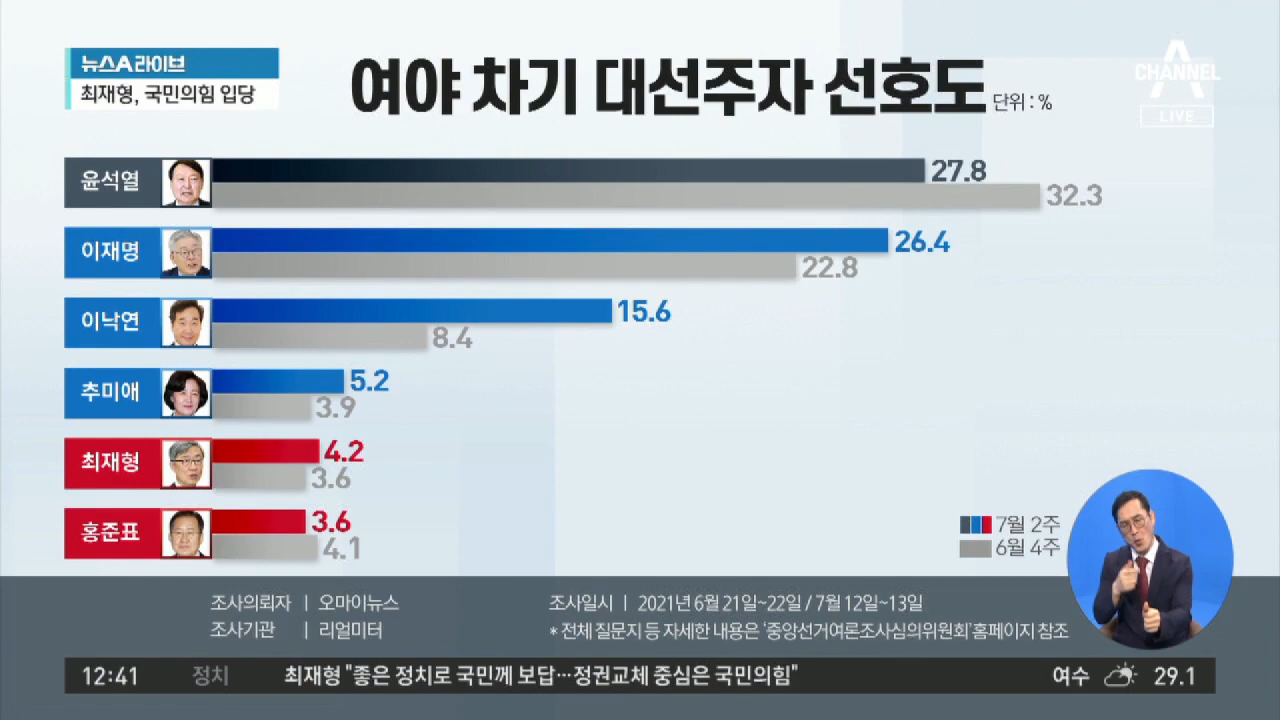 뉴스A 라이브
최재형, 국민의힘 입당
여야 차기 대선주자 선호도 단위 : %
CHANNEL A
LIVE
윤석열 27.8
32.3
이재명 26.4
22.8
이낙연 15.6
8.4
추미애 5.2
3.9
최재형 4.2
3.6
홍준표 3.6
4.1
7월 2주
6월 4주
조사의뢰자 | 오마이뉴스
조사기관 | 리얼미터
조사일시 | 2021년 6월 21일~22일 / 7월 12일~13일
* 전체 질문지 등 자세한 내용은 '중앙선거여론조사심의위원회' 홈페이지 참조
12:41 정치 최재형 "좋은 정치로 국민께 보답…정권교체 중심은 국민의힘" 여수 29.1